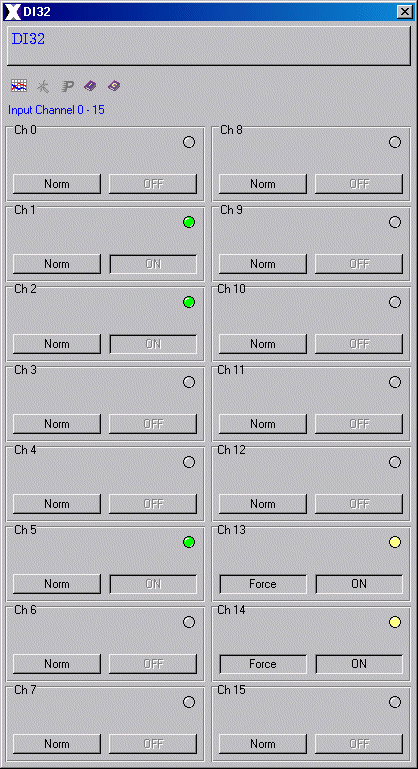 DI32
DI32
Input Channel 0 - 15
Ch 0
Norm OFF
Ch 1
Norm ON
Ch 2
Norm ON
Ch 3
Norm OFF
Ch 4
Norm OFF
Ch 5
Norm ON
Ch 6
Norm OFF
Ch 7
Norm OFF
Ch 8
Norm OFF
Ch 9
Norm OFF
Ch 10
Norm OFF
Ch 11
Norm OFF
Ch 12
Norm OFF
Ch 13
Force ON
Ch 14
Force ON
Ch 15
Norm OFF